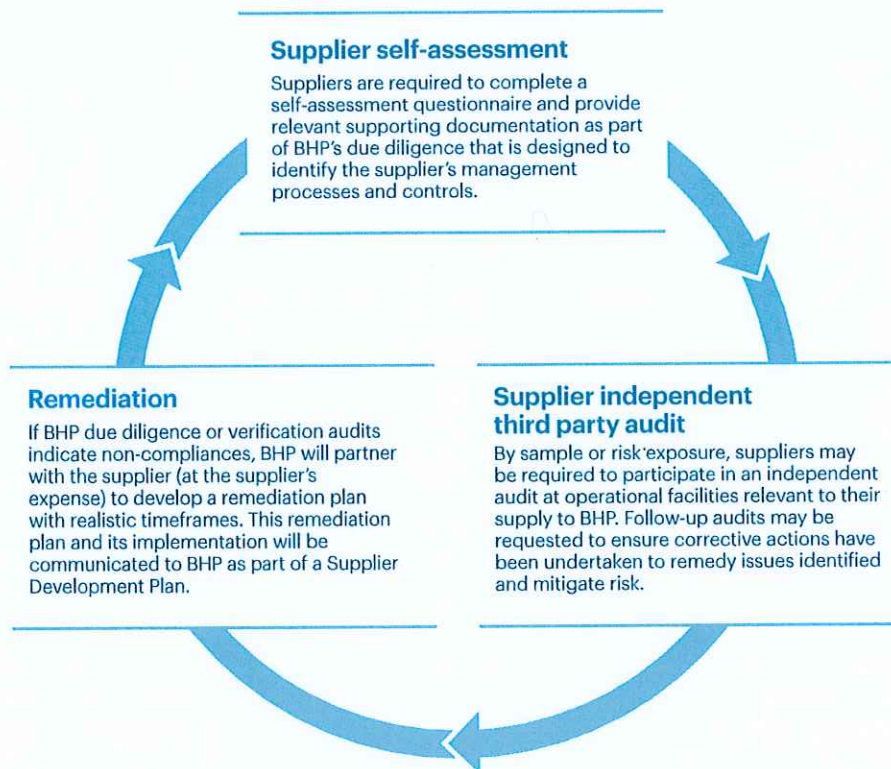 Supplier self-assessment
Suppliers are required to complete a
self-assessment questionnaire and provide
relevant supporting documentation as part
of BHP's due diligence that is designed to
identify the supplier's management
processes and controls.
Remediation
If BHP due diligence or verification audits
indicate non-compliances, BHP will partner
with the supplier (at the supplier's
expense) to develop a remediation plan
with realistic timeframes. This remediation
plan and its implementation will be
communicated to BHP as part of a Supplier
Development Plan.
Supplier independent
third party audit
By sample or risk exposure, suppliers may
be required to participate in an independent
audit at operational facilities relevant to their
supply to BHP. Follow-up audits may be
requested to ensure corrective actions have
been undertaken to remedy issues identified
and mitigate risk.